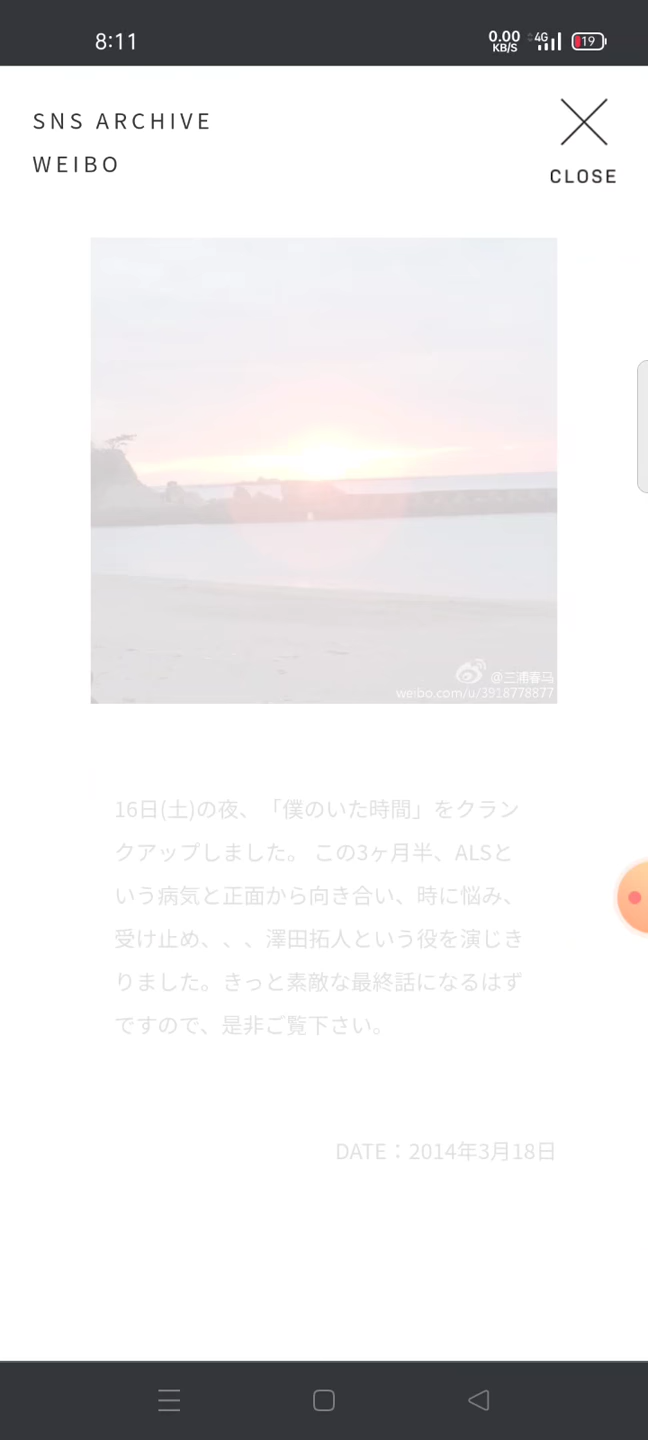 8:11
0.00
KB/S
4G
19
SNS ARCHIVE
WEIBO
CLOSE
@三浦春马
weibo.com/u/3918778877
16日(土)の夜、「僕のいた時間」をクラン
クアップしました。 この3ヶ月半、ALSと
いう病気と正面から向き合い、時に悩み、
受け止め、、、澤田拓人という役を演じき
りました。きっと素敵な最終話になるはず
ですので、是非ご覧下さい。
DATE：2014年3月18日